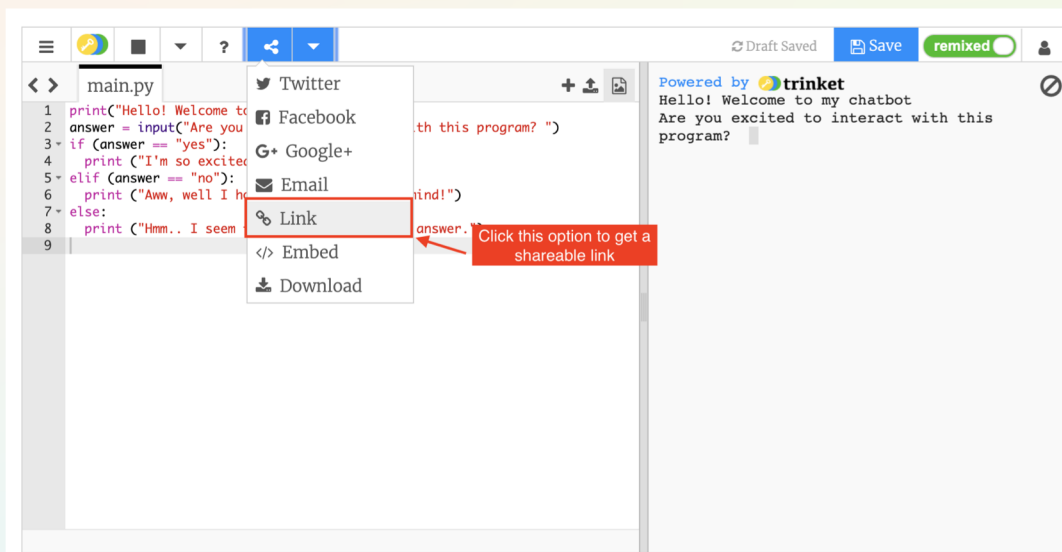 ?
Draft Saved
Save
remixed
main.py
Powered by trinket
1 print("Hello! Welcome to
2 answer = input("Are you
th this program? ")
3 if (answer == "yes"):
4 print ("I'm so excited
5 elif (answer == "no"):
6 print ("Aww, well I
ind!")
7 else:
8 print ("Hmm.. I seem
answer."
9
Twitter
Facebook
G+ Google+
Email
Link
</> Embed
Download
Click this option to get a
shareable link
Hello! Welcome to my chatbot
Are you excited to interact with this
program?